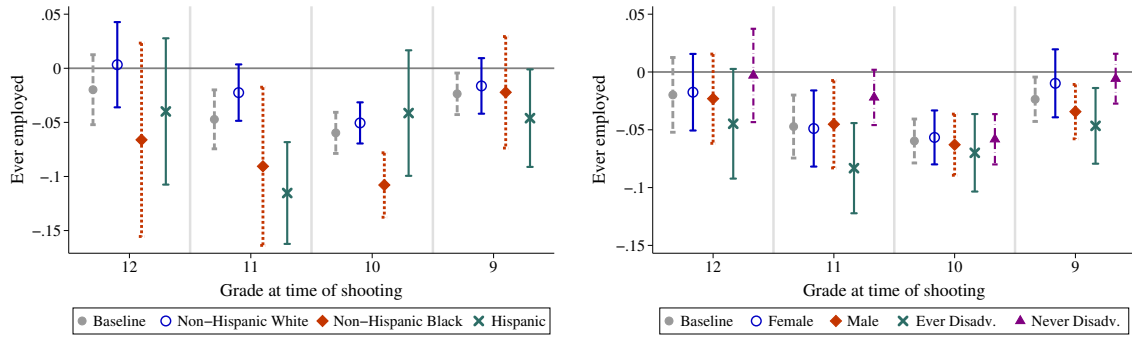 Ever employed
.05
0
−.05
−.1
−.15
12 11 10 9
Grade at time of shooting
Baseline Non−Hispanic White Non−Hispanic Black Hispanic
Ever employed
.05
0
−.05
−.1
−.15
12 11 10 9
Grade at time of shooting
Baseline Female Male Ever Disadv. Never Disadv.